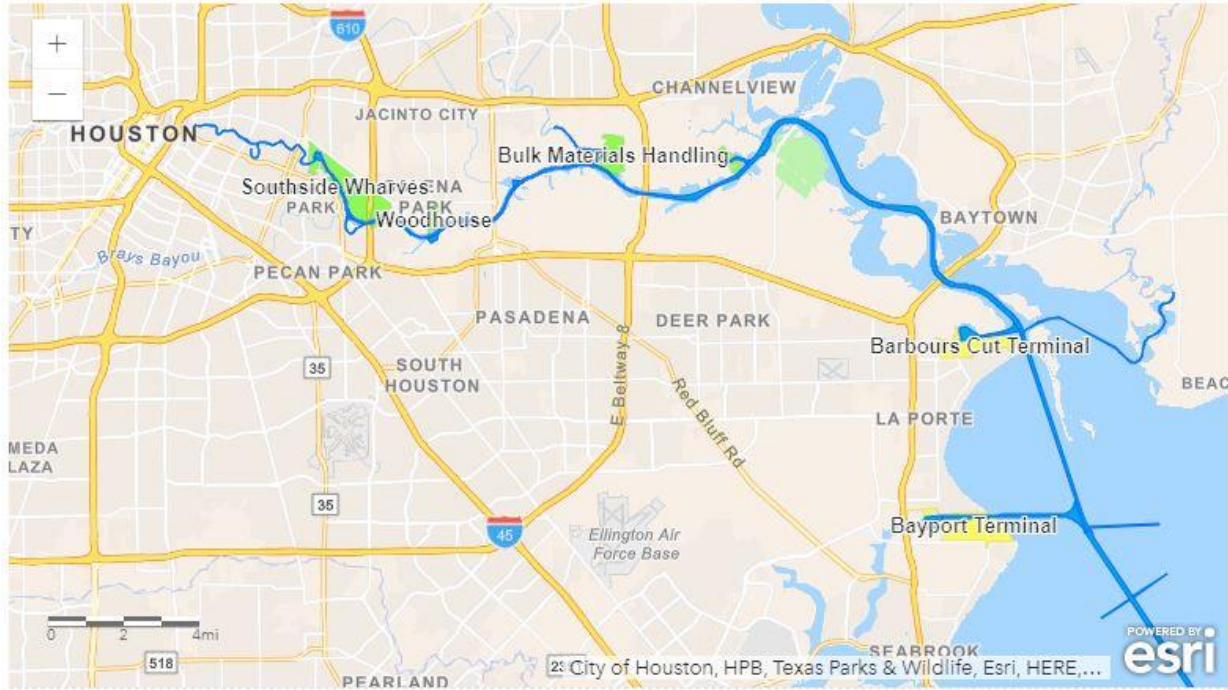 +
610
CHANNELVIEW
−
JACINTO CITY
HOUSTON
Bulk Materials Handling
Southside Wharves
ENA
PARK
PARK
Woodhouse
BAYTOWN
TY
Brays Bayou
PECAN PARK
PASADENA
DEER PARK
E Beltway 8
Barbours Cut Terminal
35
SOUTH
HOUSTON
BEAC
Red Bluff Rd
LA PORTE
MEDA
LAZA
35
Bayport Terminal
45
Ellington Air
Force Base
0 2 4mi
POWERED BY
esri
518
SEABROOK
City of Houston, HPB, Texas Parks & Wildlife, Esri, HERE,...
PEARLAND